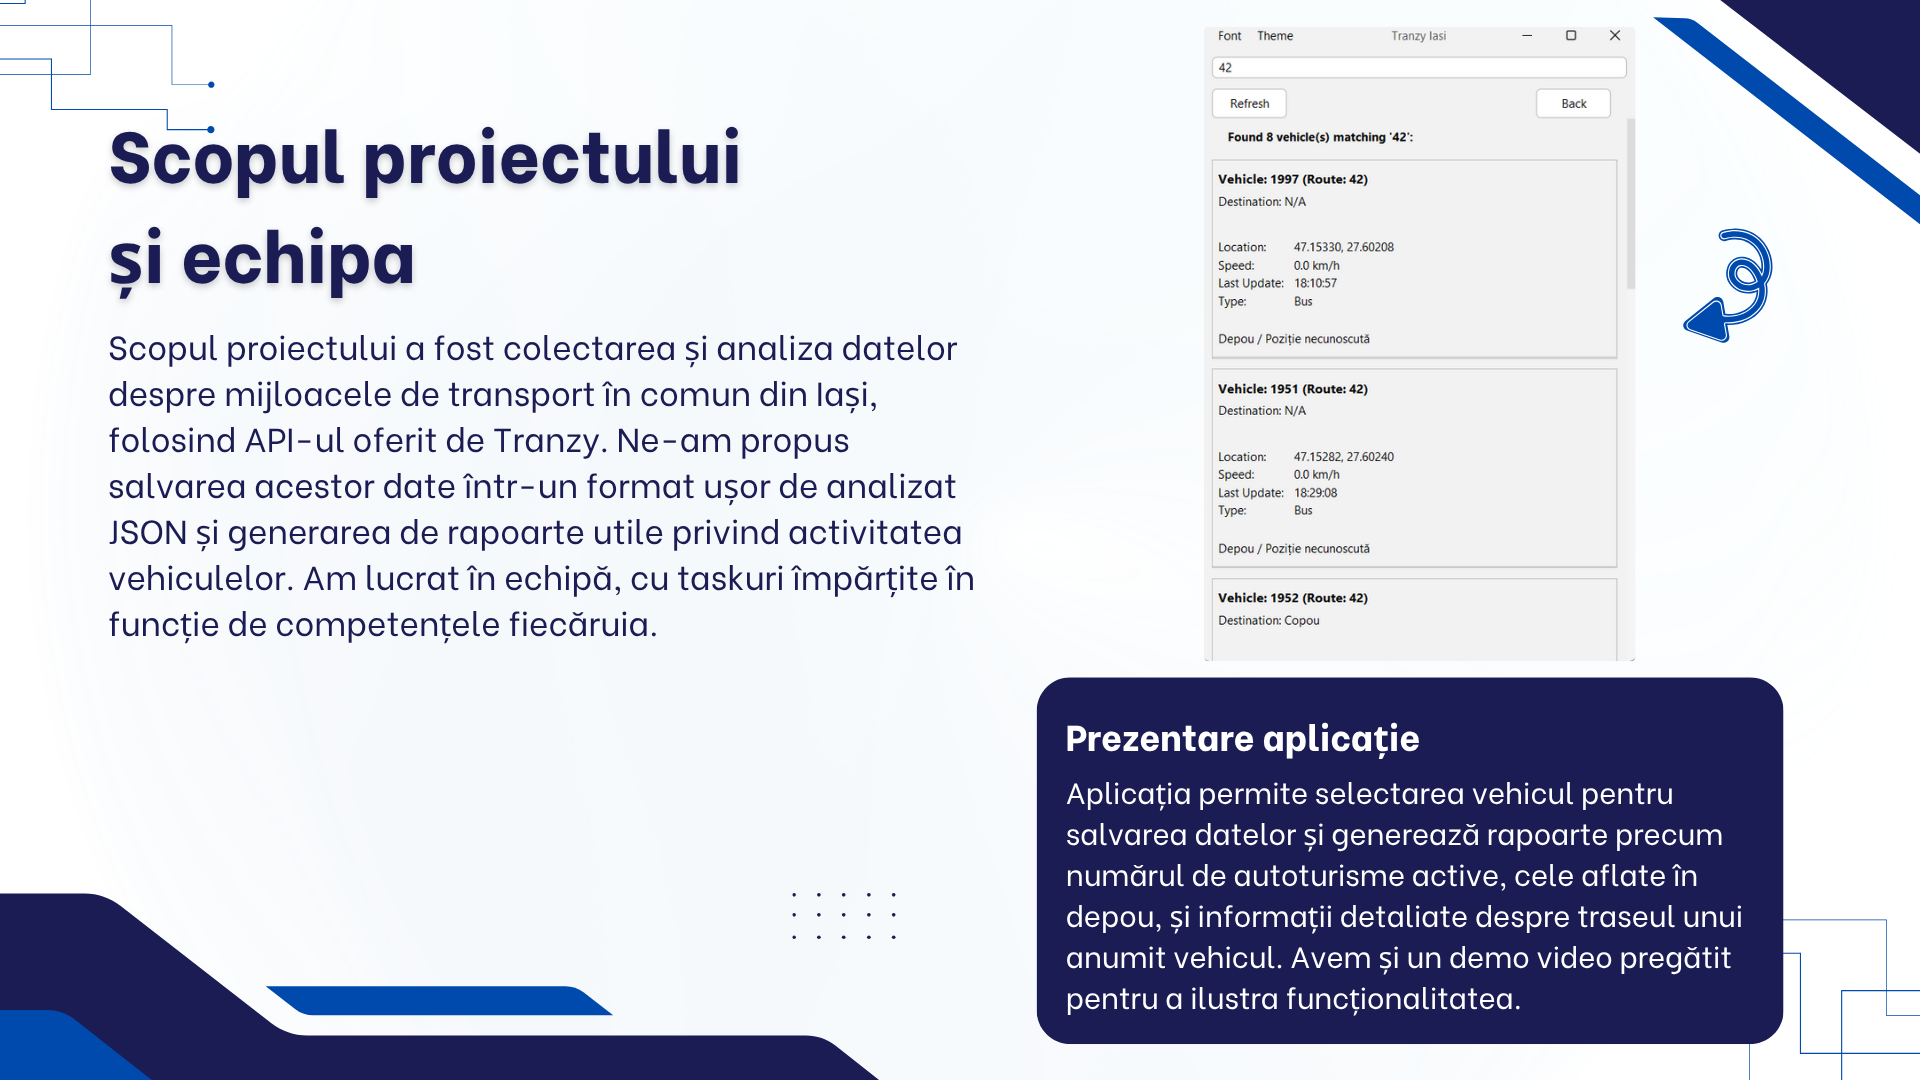 Scopul proiectului
și echipa
Scopul proiectului a fost colectarea și analiza datelor
despre mijloacele de transport în comun din Iași,
folosind API-ul oferit de Tranzy. Ne-am propus
salvarea acestor date într-un format ușor de analizat
JSON și generarea de rapoarte utile privind activitatea
vehiculelor. Am lucrat în echipă, cu taskuri împărțite în
funcție de competențele fiecăruia.
Font Theme Tranzy Iasi
42
Refresh Back
Found 8 vehicle(s) matching '42':
Vehicle: 1997 (Route: 42)
Destination: N/A
Location: 47.15330, 27.60208
Speed: 0.0 km/h
Last Update: 18:10:57
Type: Bus
Depou / Poziție necunoscută
Vehicle: 1951 (Route: 42)
Destination: N/A
Location: 47.15282, 27.60240
Speed: 0.0 km/h
Last Update: 18:29:08
Type: Bus
Depou / Poziție necunoscută
Vehicle: 1952 (Route: 42)
Destination: Copou
Prezentare aplicație
Aplicația permite selectarea vehicul pentru
salvarea datelor și generează rapoarte precum
numărul de autoturisme active, cele aflate în
depou, și informații detaliate despre traseul unui
anumit vehicul. Avem și un demo video pregătit
pentru a ilustra funcționalitatea.